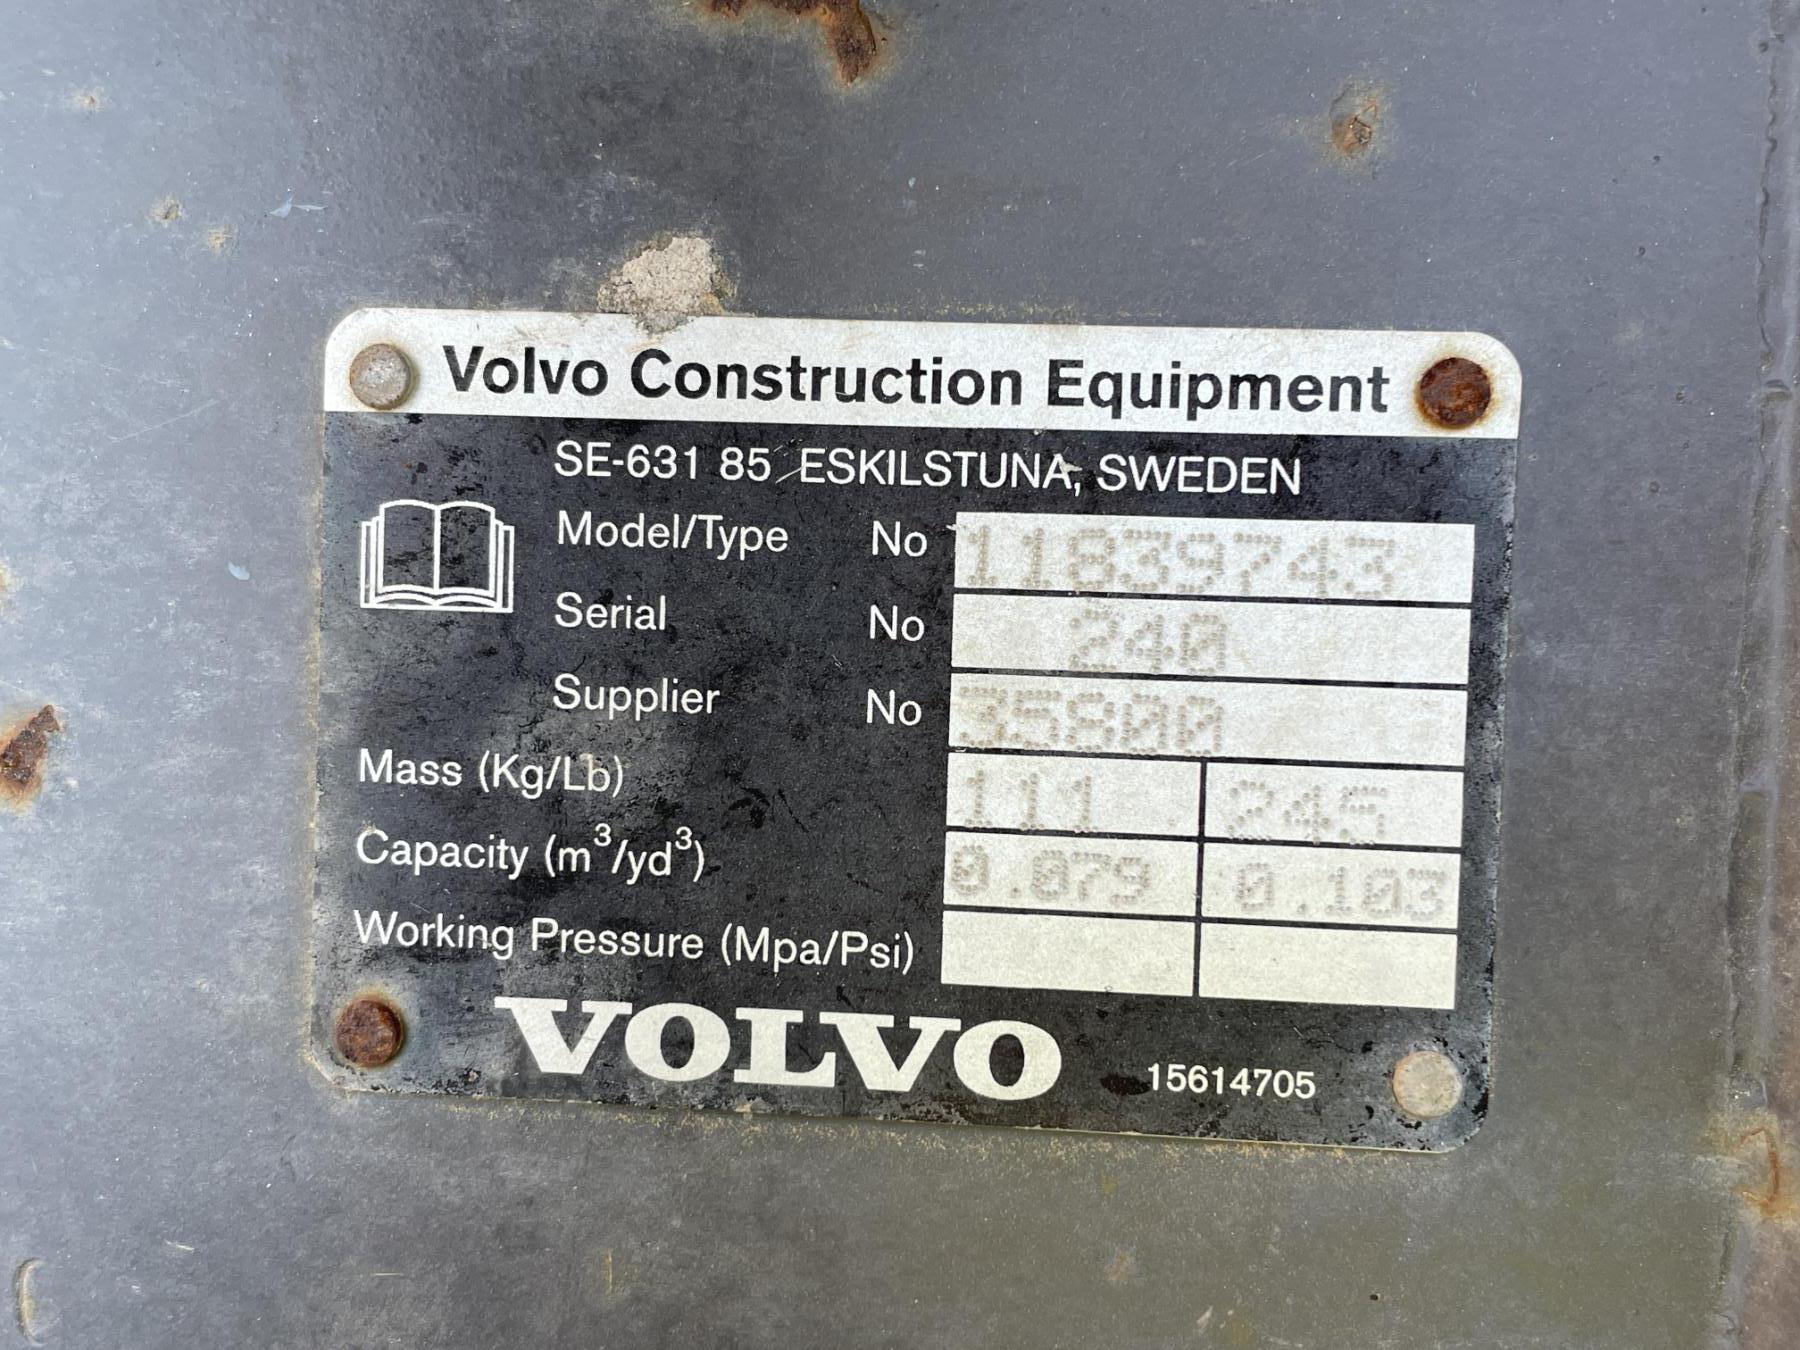 Volvo Construction Equipment
SE-631 85 ESKILSTUNA, SWEDEN
Model/Type No 11839743
Serial No 240
Supplier No 35800
Mass (Kg/Lb) 111 245
Capacity (m³/yd³) 0.079 0.103
Working Pressure (Mpa/Psi)
VOLVO 15614705